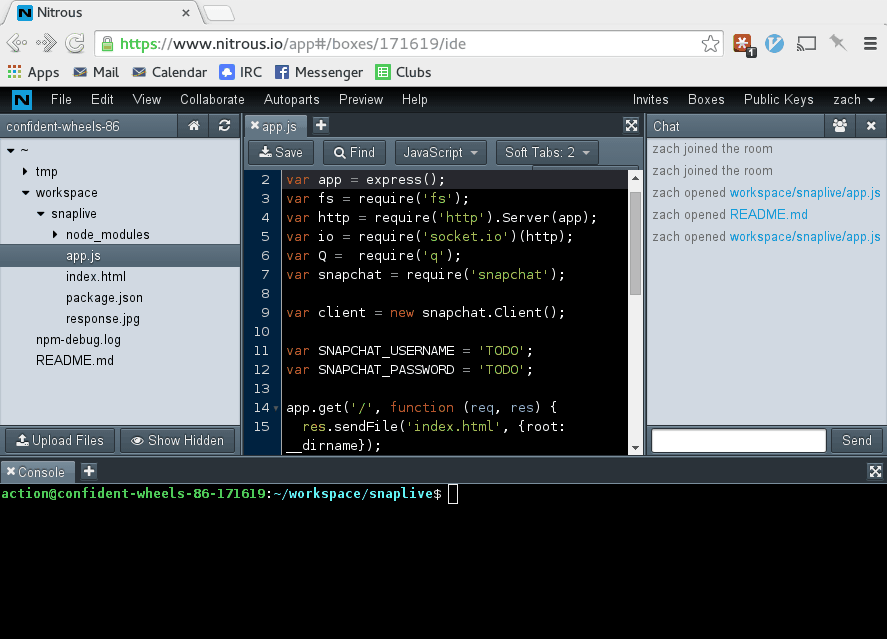 Nitrous
https://www.nitrous.io/app#/boxes/171619/ide
1
Apps Mail Calendar IRC Messenger Clubs
N File Edit View Collaborate Autoparts Preview Help Invites Boxes Public Keys zach
confident-wheels-86
~
tmp
workspace
snaplive
node_modules
app.js
index.html
package.json
response.jpg
npm-debug.log
README.md
Upload Files Show Hidden
app.js
Save Find JavaScript Soft Tabs: 2
2 var app = express();
3 var fs = require('fs');
4 var http = require('http').Server(app);
5 var io = require('socket.io')(http);
6 var Q =  require('q');
7 var snapchat = require('snapchat');
8
9 var client = new snapchat.Client();
10
11 var SNAPCHAT_USERNAME = 'TODO';
12 var SNAPCHAT_PASSWORD = 'TODO';
13
14 app.get('/', function (req, res) {
15 res.sendFile('index.html', {root:
__dirname});
Chat
zach joined the room
zach joined the room
zach opened workspace/snaplive/app.js
zach opened README.md
zach opened workspace/snaplive/app.js
Send
Console
action@confident-wheels-86-171619:~/workspace/snaplive$